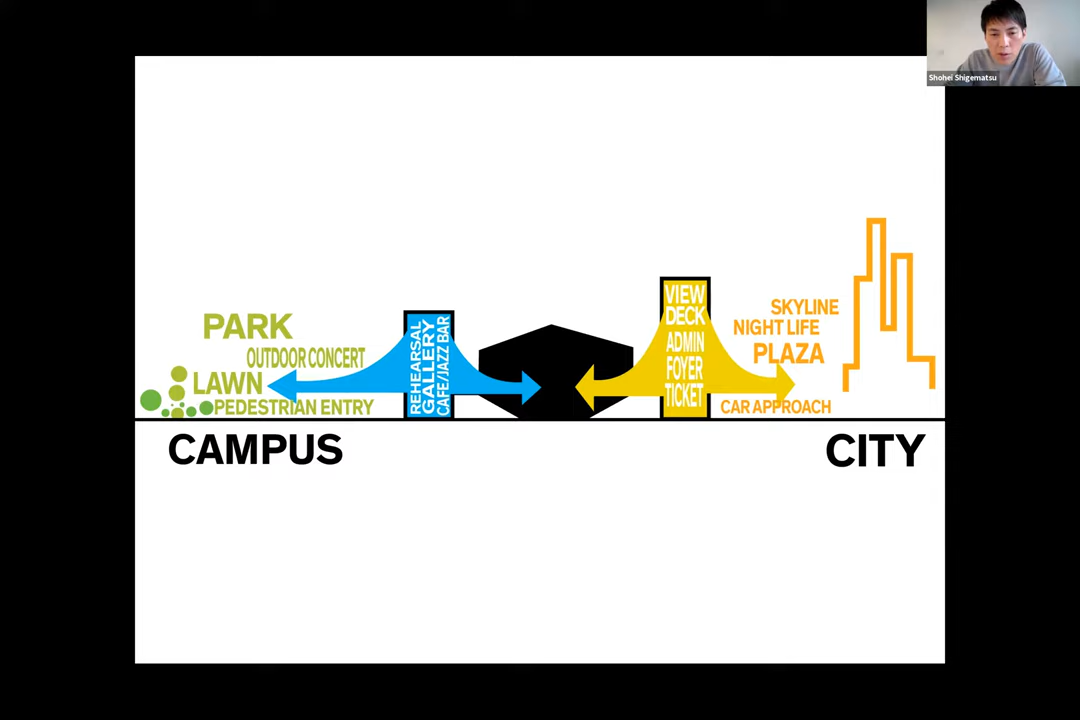 Shohei Shigematsu
PARK
OUTDOOR CONCERT
LAWN
PEDESTRIAN ENTRY
REHEARSAL
GALLERY
CAFE/JAZZ BAR
VIEW
DECK
ADMIN
FOYER
TICKET
SKYLINE
NIGHT LIFE
PLAZA
CAR APPROACH
CAMPUS
CITY